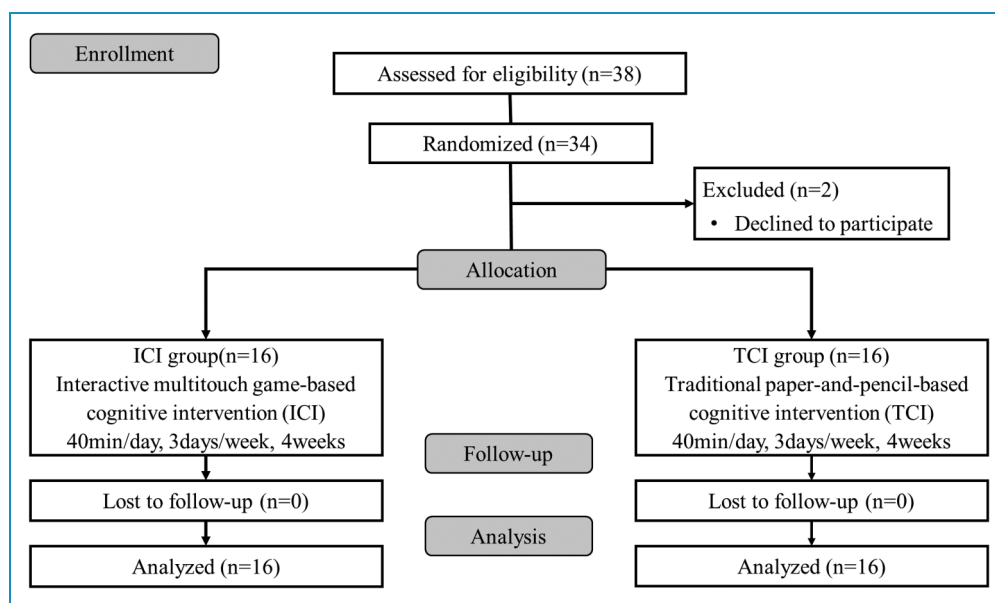 Enrollment
Assessed for eligibility (n=38)
Randomized (n=34)
Excluded (n=2)
• Declined to participate
Allocation
ICI group(n=16)
Interactive multitouch game-based
cognitive intervention (ICI)
40min/day, 3days/week, 4weeks
TCI group (n=16)
Traditional paper-and-pencil-based
cognitive intervention (TCI)
40min/day, 3days/week, 4weeks
Follow-up
Lost to follow-up (n=0)
Lost to follow-up (n=0)
Analysis
Analyzed (n=16)
Analyzed (n=16)